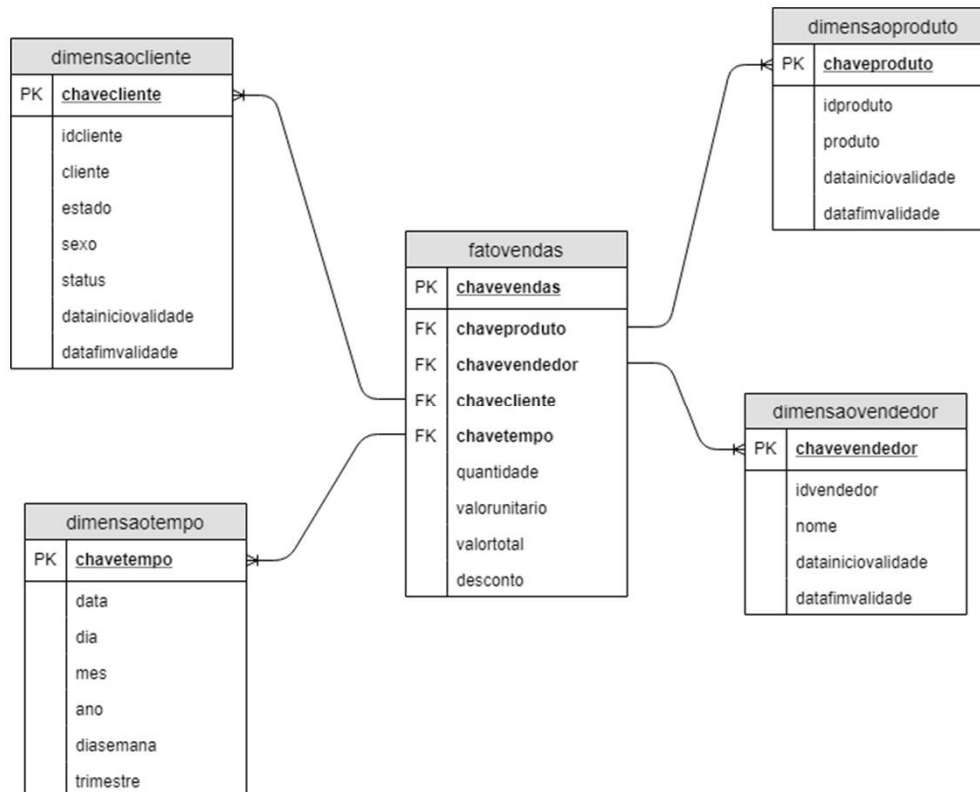 dimensaocliente
PK chavecliente
idcliente
cliente
estado
sexo
status
datainiciovalidade
datafimvalidade
dimensaoproduto
PK chaveproduto
idproduto
produto
datainiciovalidade
datafimvalidade
fatovendas
PK chavevendas
FK chaveproduto
FK chavevendedor
FK chavecliente
FK chavetempo
quantidade
valorunitario
valortotal
desconto
dimensaovendedor
PK chavevendedor
idvendedor
nome
datainiciovalidade
datafimvalidade
dimensaotempo
PK chavetempo
data
dia
mes
ano
diasemana
trimestre